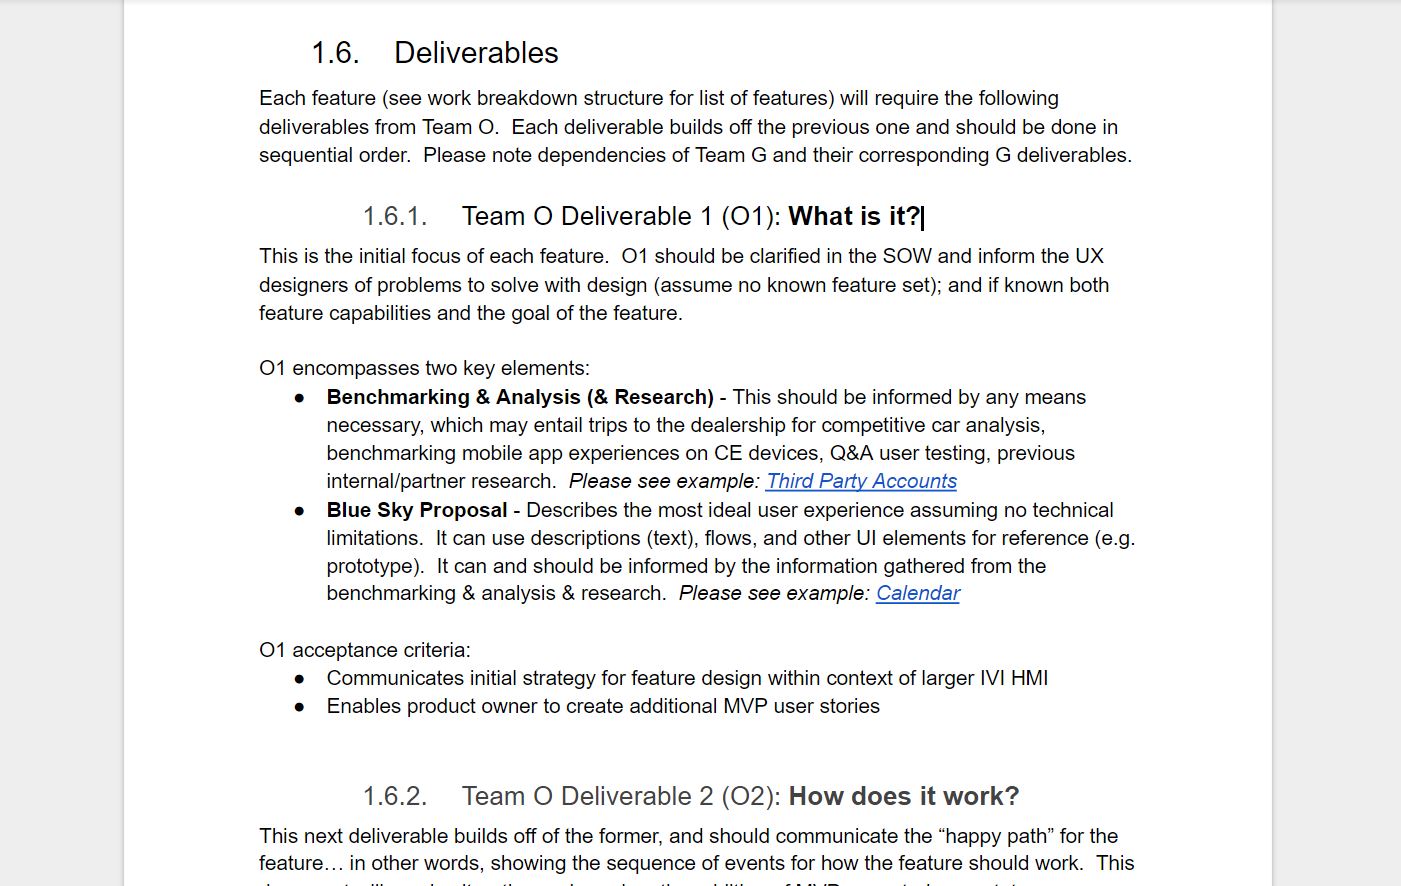 1.6. Deliverables
Each feature (see work breakdown structure for list of features) will require the following
deliverables from Team O.  Each deliverable builds off the previous one and should be done in
sequential order.  Please note dependencies of Team G and their corresponding G deliverables.
1.6.1. Team O Deliverable 1 (O1): What is it?
This is the initial focus of each feature.  O1 should be clarified in the SOW and inform the UX
designers of problems to solve with design (assume no known feature set); and if known both
feature capabilities and the goal of the feature.
O1 encompasses two key elements:
● Benchmarking & Analysis (& Research) - This should be informed by any means
necessary, which may entail trips to the dealership for competitive car analysis,
benchmarking mobile app experiences on CE devices, Q&A user testing, previous
internal/partner research.  Please see example: Third Party Accounts
● Blue Sky Proposal - Describes the most ideal user experience assuming no technical
limitations.  It can use descriptions (text), flows, and other UI elements for reference (e.g.
prototype).  It can and should be informed by the information gathered from the
benchmarking & analysis & research.  Please see example: Calendar
O1 acceptance criteria:
● Communicates initial strategy for feature design within context of larger IVI HMI
● Enables product owner to create additional MVP user stories
1.6.2. Team O Deliverable 2 (O2): How does it work?
This next deliverable builds off of the former, and should communicate the “happy path” for the
feature… in other words, showing the sequence of events for how the feature should work.  This